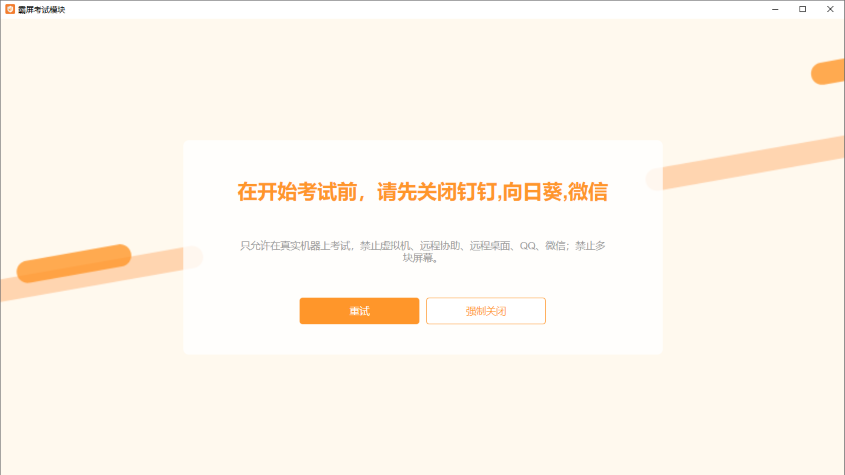 霸屏考试模块
在开始考试前，请先关闭钉钉,向日葵,微信
只允许在真实机器上考试，禁止虚拟机、远程协助、远程桌面、QQ、微信；禁止多
块屏幕。
重试
强制关闭